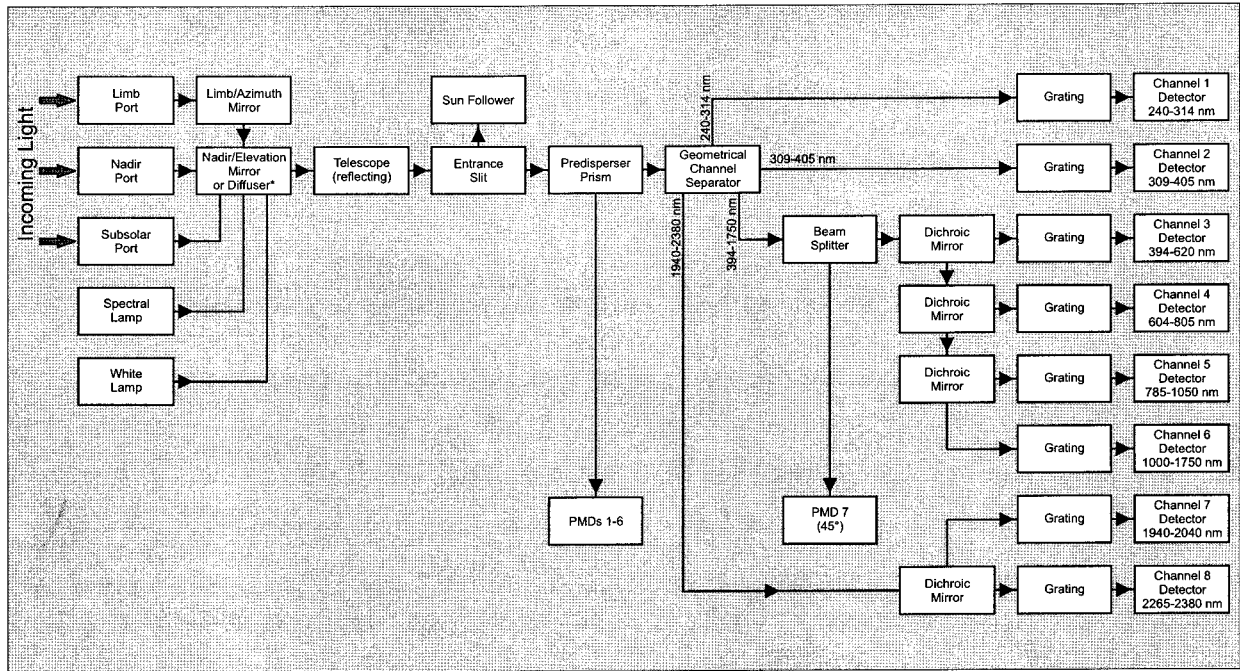 Incoming Light
Limb
Port
Limb/Azimuth
Mirror
Nadir
Port
Nadir/Elevation
Mirror
or Diffuser*
Subsolar
Port
Spectral
Lamp
White
Lamp
Telescope
(reflecting)
Sun Follower
Entrance
Slit
Predisperser
Prism
PMDs 1-6
Geometrical
Channel
Separator
240-314 nm
309-405 nm
394-1750 nm
1940-2380 nm
Beam
Splitter
PMD 7
(45°)
Grating
Channel 1
Detector
240-314 nm
Grating
Channel 2
Detector
309-405 nm
Dichroic
Mirror
Grating
Channel 3
Detector
394-620 nm
Dichroic
Mirror
Grating
Channel 4
Detector
604-805 nm
Dichroic
Mirror
Grating
Channel 5
Detector
785-1050 nm
Grating
Channel 6
Detector
1000-1750 nm
Grating
Channel 7
Detector
1940-2040 nm
Dichroic
Mirror
Grating
Channel 8
Detector
2265-2380 nm